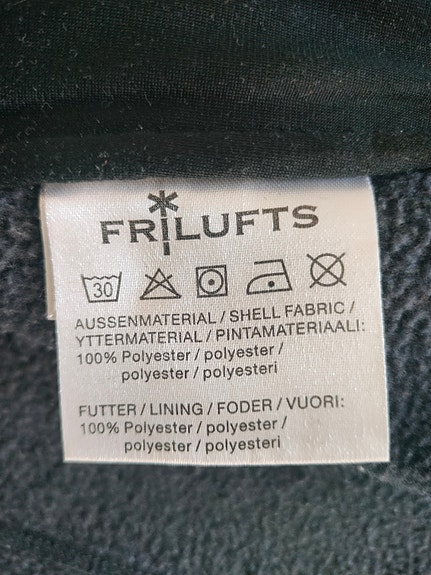 FRILUFTS
30
AUSSENMATERIAL / SHELL FABRIC /
YTTERMATERIAL / PINTAMATERIAALI:
100% Polyester / polyester /
polyester / polyesteri
FUTTER / LINING / FODER / VUORI:
100% Polyester / polyester /
polyester / polyesteri